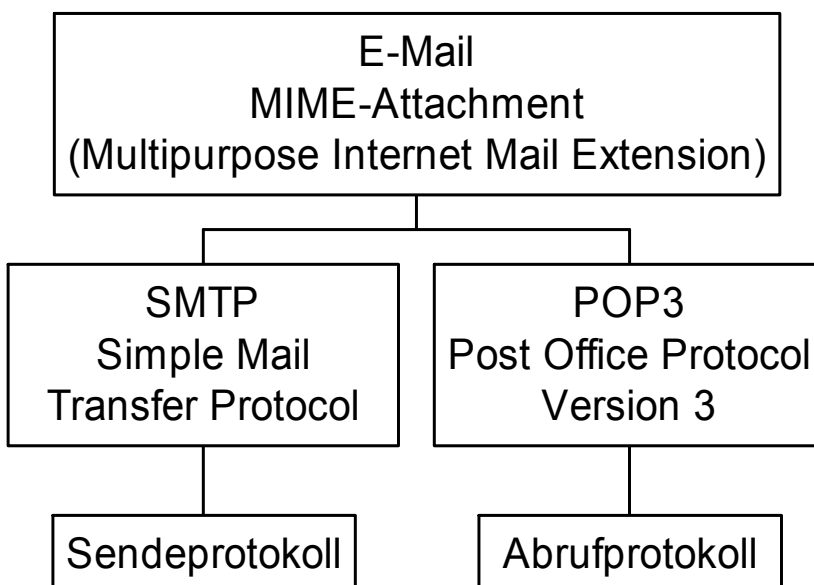 E-Mail
MIME-Attachment
(Multipurpose Internet Mail Extension)
SMTP
Simple Mail
Transfer Protocol
POP3
Post Office Protocol
Version 3
Sendeprotokoll
Abrufprotokoll